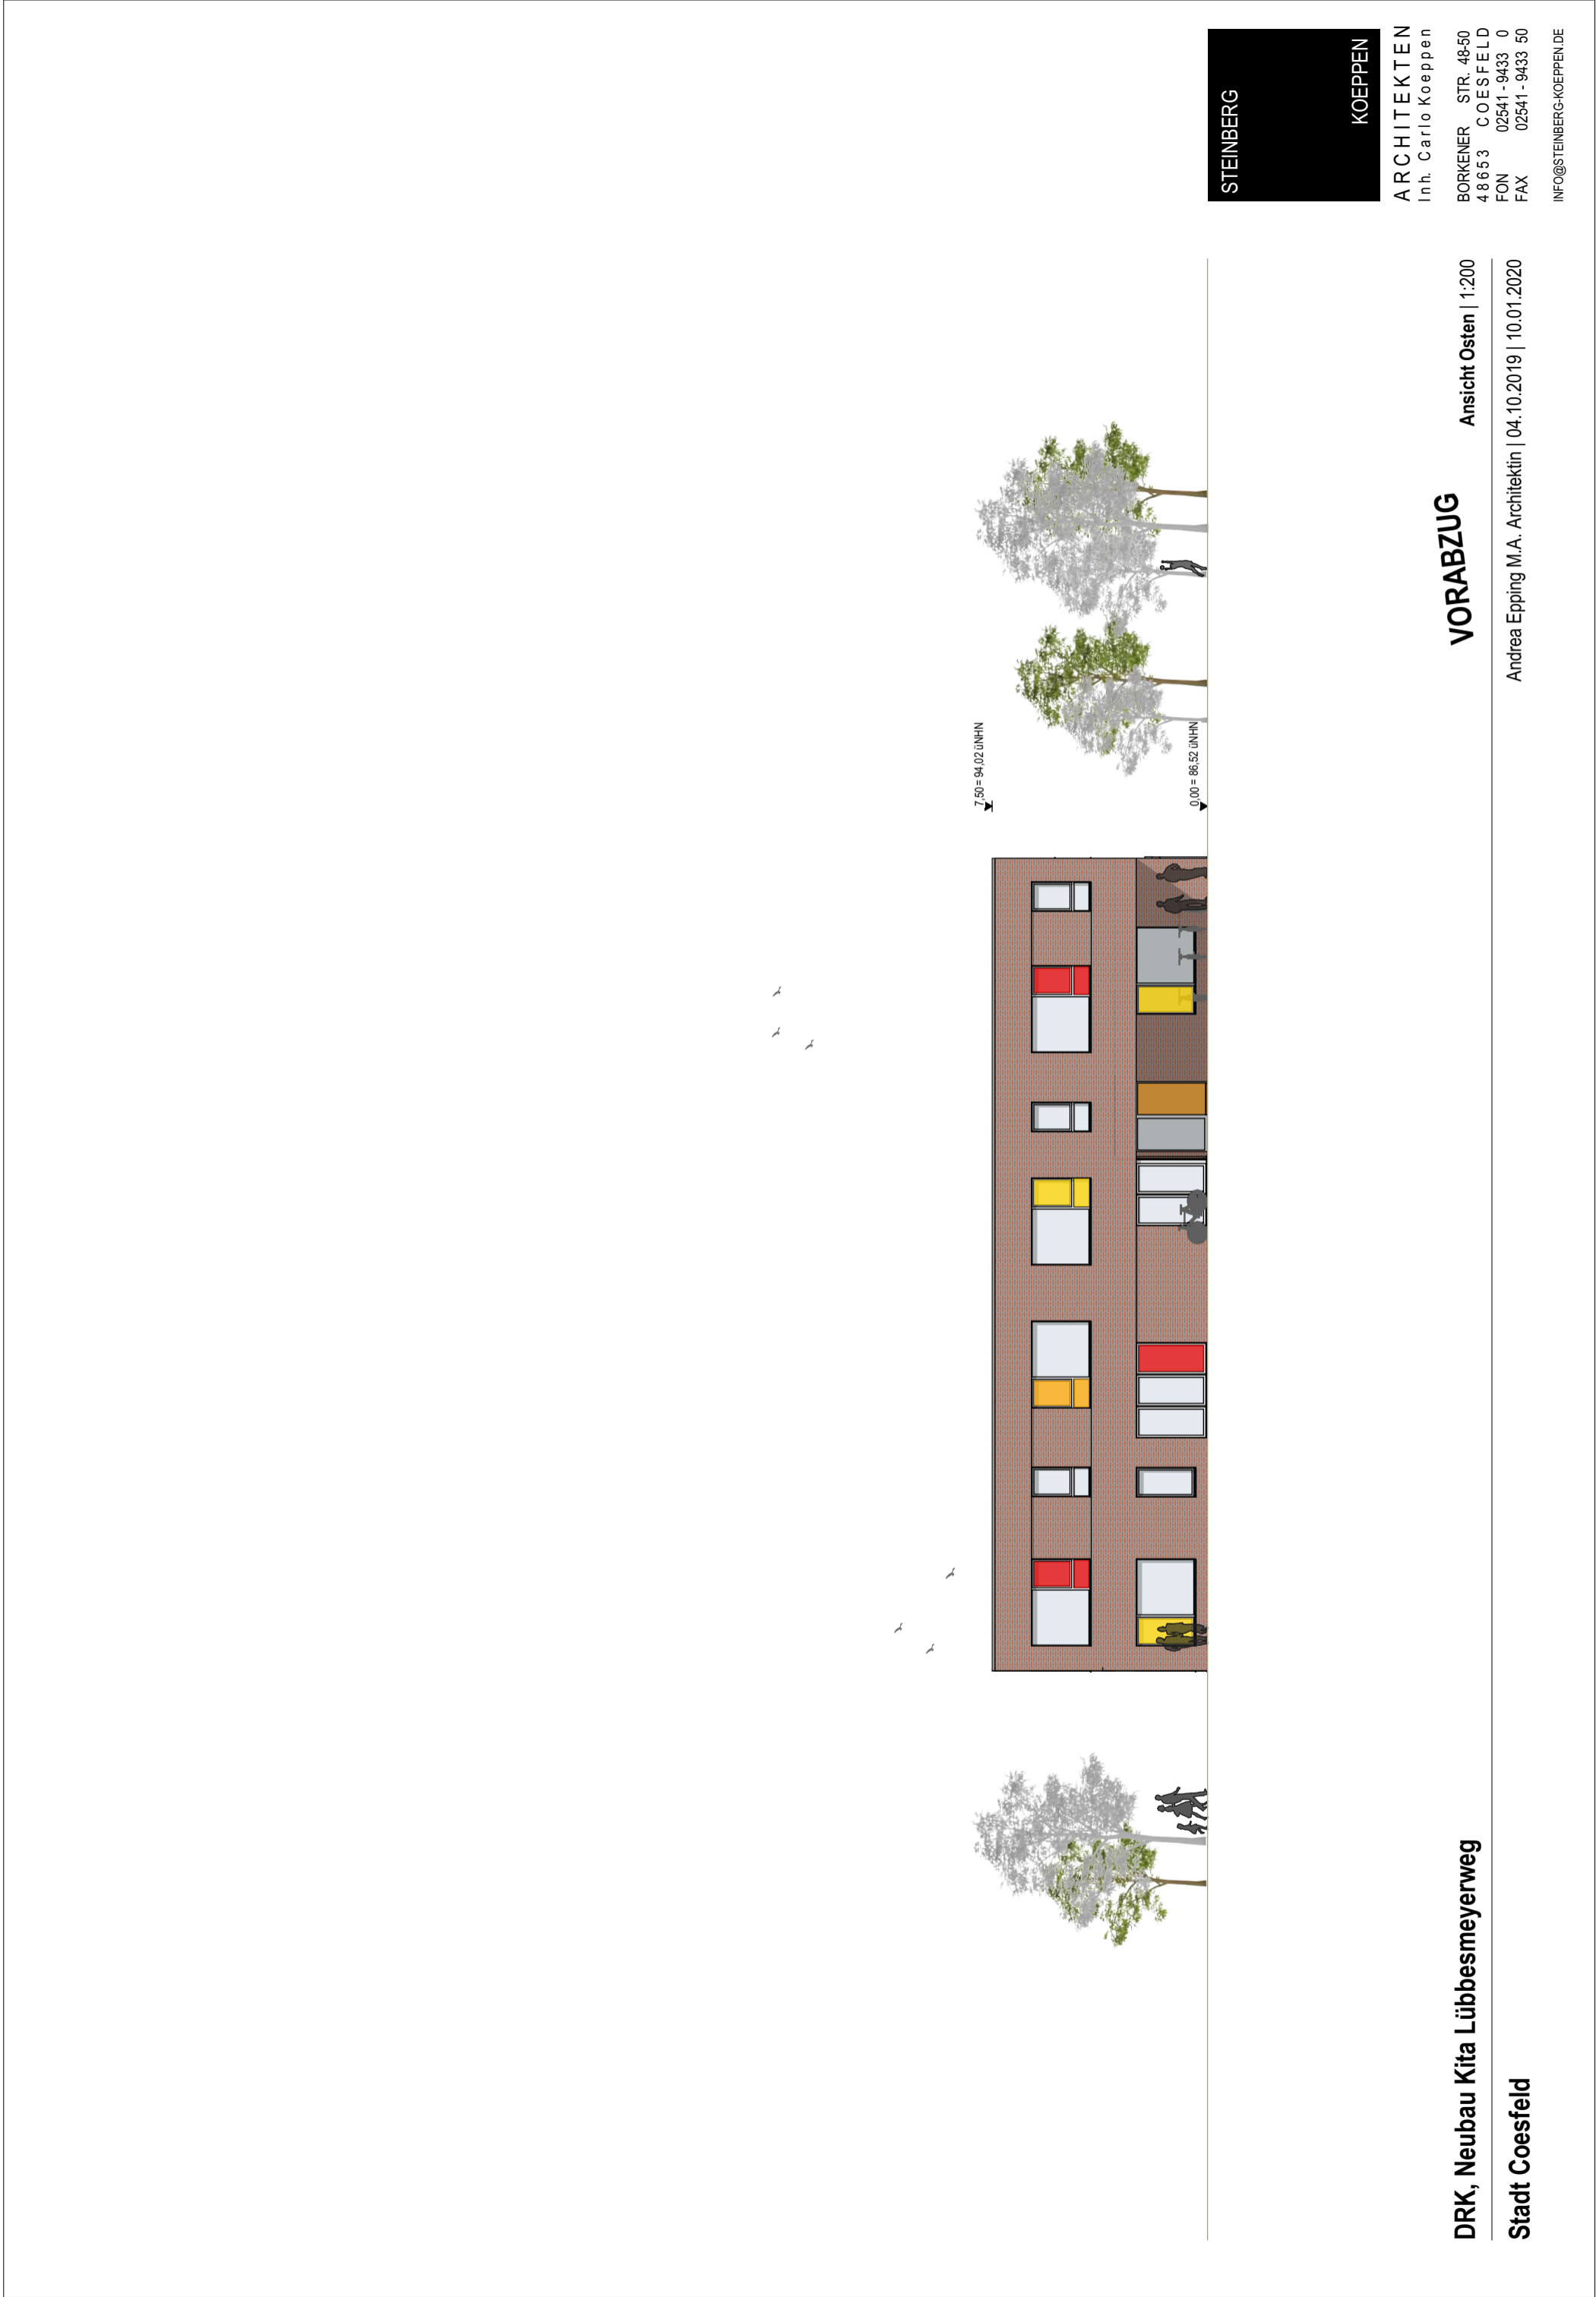 7,50 = 94,02 üNHN
0,00 = 86,52 üNHN
STEINBERG
KOEPPEN
ARCHITEKTEN
Inh. Carlo Koeppen
BORKENER STR. 48-50
48653 COESFELD
FON 02541 - 9433 0
FAX 02541 - 9433 50
INFO@STEINBERG-KOEPPEN.DE
DRK, Neubau Kita Lübbesmeyerweg
VORABZUG
Ansicht Osten | 1:200
Stadt Coesfeld
Andrea Epping M.A. Architektin | 04.10.2019 | 10.01.2020